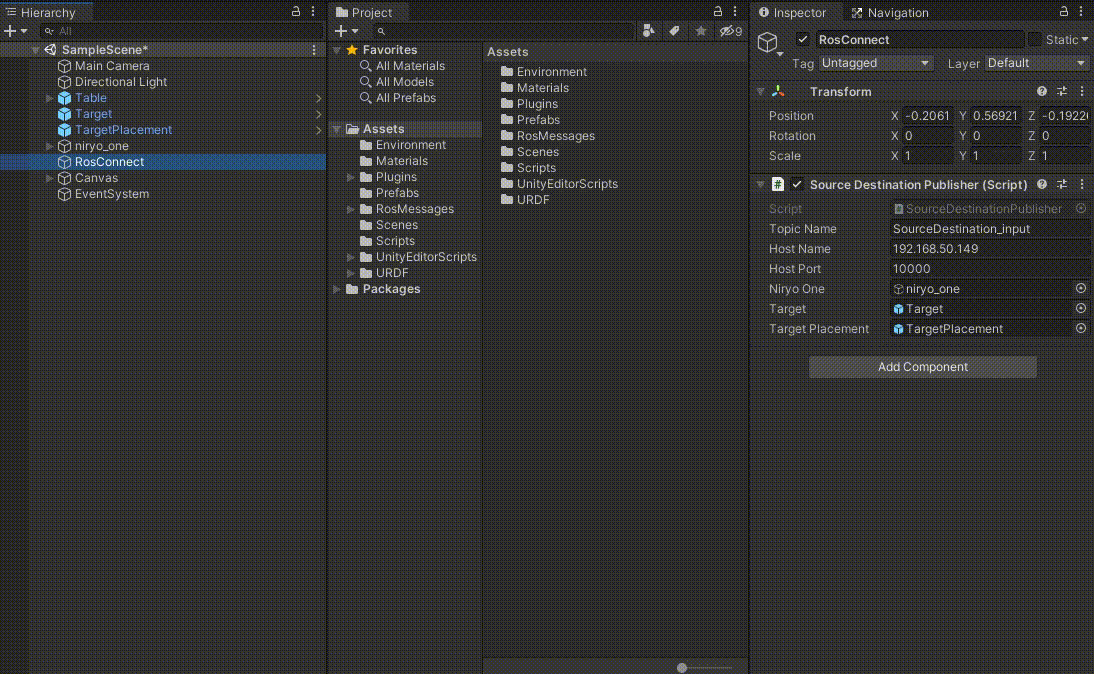 Hierarchy
All
SampleScene*
Main Camera
Directional Light
Table
Target
TargetPlacement
niryo_one
RosConnect
Canvas
EventSystem
Project
9
Favorites
All Materials
All Models
All Prefabs
Assets
Environment
Materials
Plugins
Prefabs
RosMessages
Scenes
Scripts
UnityEditorScripts
URDF
Packages
Assets
Environment
Materials
Plugins
Prefabs
RosMessages
Scenes
Scripts
UnityEditorScripts
URDF
Inspector
Navigation
RosConnect
Static
Tag Untagged Layer Default
Transform
Position X -0.2061 Y 0.56921 Z -0.1922
Rotation X 0 Y 0 Z 0
Scale X 1 Y 1 Z 1
# Source Destination Publisher (Script)
Script SourceDestinationPublisher
Topic Name SourceDestination_input
Host Name 192.168.50.149
Host Port 10000
Niryo One niryo_one
Target Target
Target Placement TargetPlacement
Add Component